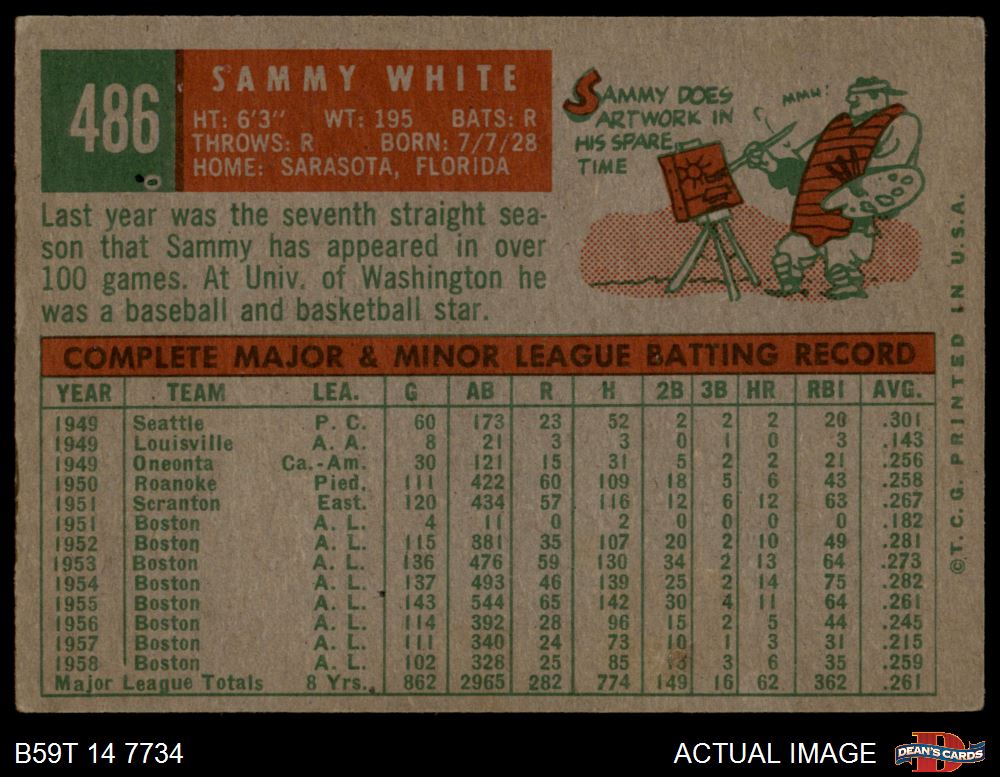 486
SAMMY WHITE
HT: 6'3" WT: 195 BATS: R
THROWS: R BORN: 7/7/28
HOME: SARASOTA, FLORIDA
SAMMY DOES
ARTWORK IN
HIS SPARE
TIME
MMM!
Last year was the seventh straight sea-
son that Sammy has appeared in over
100 games. At Univ. of Washington he
was a baseball and basketball star.
COMPLETE MAJOR & MINOR LEAGUE BATTING RECORD
YEAR TEAM LEA. G AB R H 2B 3B HR RBI AVG.
1949 Seattle P. C. 60 173 23 52 2 2 2 20 .301
1949 Louisville A. A. 8 21 3 3 0 1 0 3 .143
1949 Oneonta Ca.-Am. 30 121 15 31 5 2 2 21 .256
1950 Roanoke Pied. 111 422 60 109 18 5 6 43 .258
1951 Scranton East. 120 434 57 116 12 6 12 63 .267
1951 Boston A. L. 4 11 0 2 0 0 0 0 .182
1952 Boston A. L. 115 381 35 107 20 2 10 49 .281
1953 Boston A. L. 136 476 59 130 34 2 13 64 .273
1954 Boston A. L. 137 493 46 139 25 2 14 75 .282
1955 Boston A. L. 143 544 65 142 30 4 11 64 .261
1956 Boston A. L. 114 392 28 96 15 2 5 44 .245
1957 Boston A. L. 111 340 24 73 10 1 3 31 .215
1958 Boston A. L. 102 328 25 85 3 6 35 .259
Major League Totals 8 Yrs. 862 2965 282 774 149 16 62 362 .261
©T.C.G. PRINTED IN U.S.A.
B59T 14 7734
ACTUAL IMAGE
DEAN'S CARDS